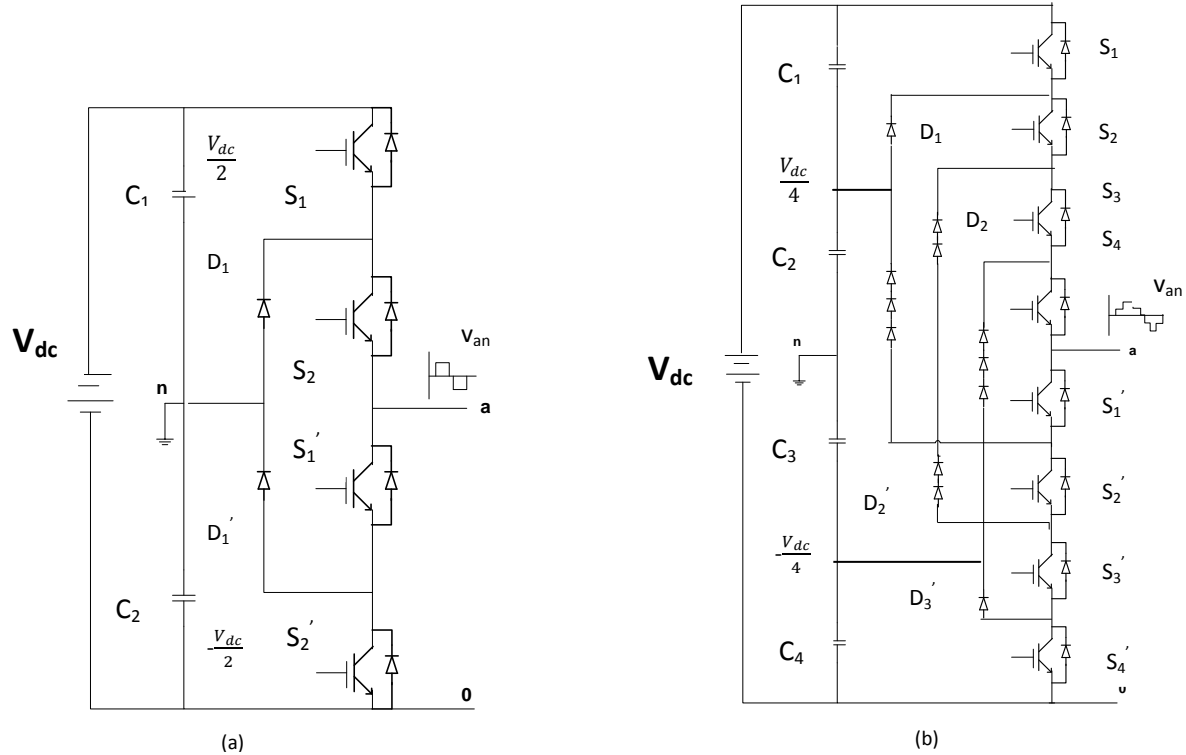 C₁
V_dc/2
S₁
D₁
V_dc
n
S₂
v_an
a
S₁'
D₁'
C₂
-V_dc/2
S₂'
0
(a)
C₁
S₁
D₁
S₂
V_dc/4
D₂
S₃
C₂
S₄
v_an
n
V_dc
a
S₁'
C₃
D₂'
S₂'
-V_dc/4
D₃'
S₃'
C₄
S₄'
(b)